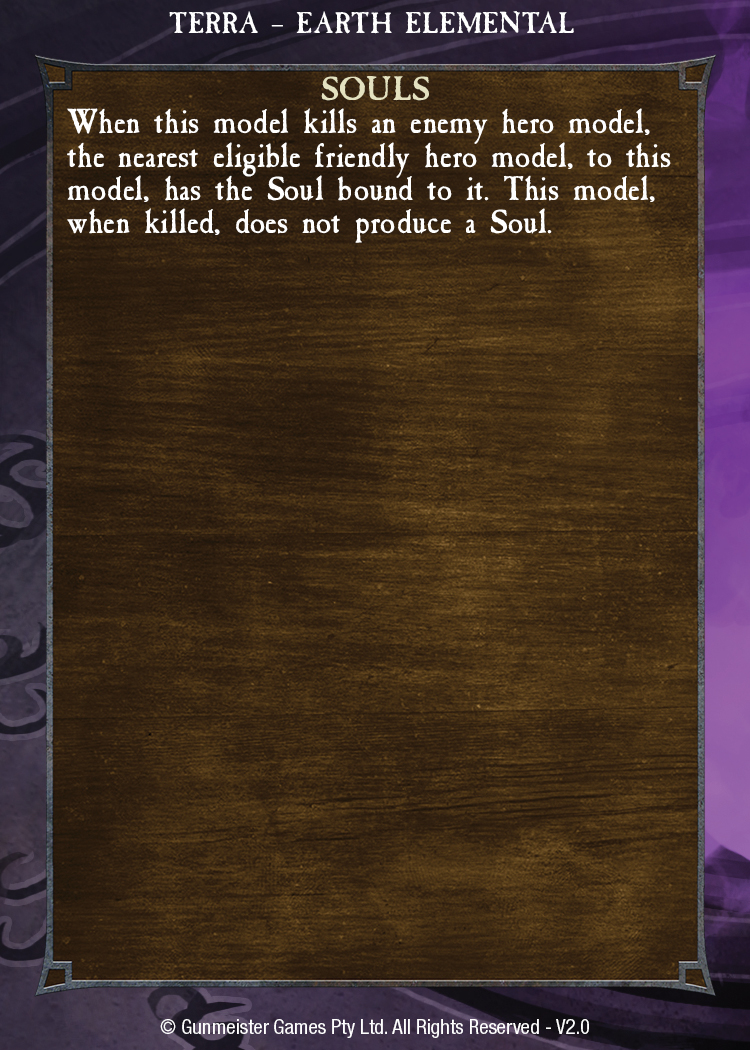 TERRA – EARTH ELEMENTAL
SOULS
When this model kills an enemy hero model,
the nearest eligible friendly hero model, to this
model, has the Soul bound to it. This model,
when killed, does not produce a Soul.
© Gunmeister Games Pty Ltd. All Rights Reserved - V2.0